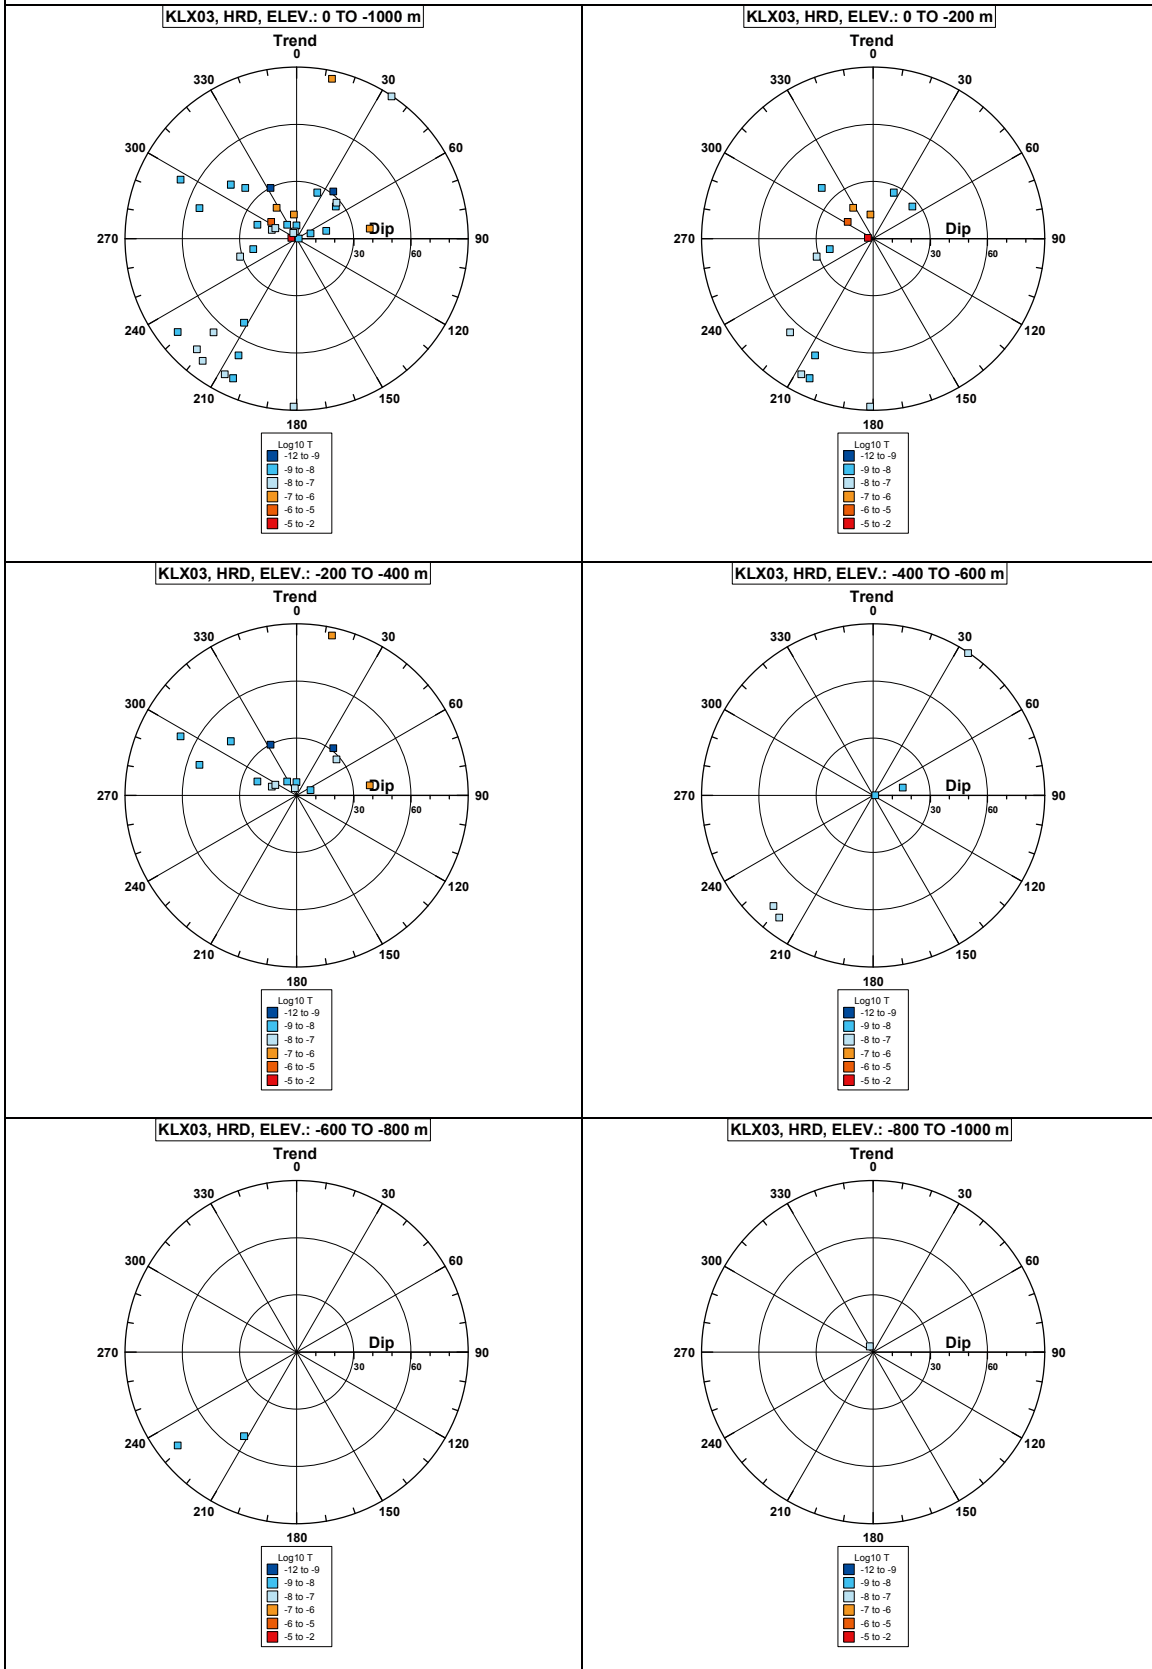 KLX03, HRD, ELEV.: 0 TO -1000 m
Trend
0
330 30
300 60
Dip
270 30 60 90
240 120
210 150
180
Log10 T
-12 to -9
-9 to -8
-8 to -7
-7 to -6
-6 to -5
-5 to -2
KLX03, HRD, ELEV.: 0 TO -200 m
Trend
0
330 30
300 60
Dip
270 30 60 90
240 120
210 150
180
Log10 T
-12 to -9
-9 to -8
-8 to -7
-7 to -6
-6 to -5
-5 to -2
KLX03, HRD, ELEV.: -200 TO -400 m
Trend
0
330 30
300 60
Dip
270 30 60 90
240 120
210 150
180
Log10 T
-12 to -9
-9 to -8
-8 to -7
-7 to -6
-6 to -5
-5 to -2
KLX03, HRD, ELEV.: -400 TO -600 m
Trend
0
330 30
300 60
Dip
270 30 60 90
240 120
210 150
180
Log10 T
-12 to -9
-9 to -8
-8 to -7
-7 to -6
-6 to -5
-5 to -2
KLX03, HRD, ELEV.: -600 TO -800 m
Trend
0
330 30
300 60
Dip
270 30 60 90
240 120
210 150
180
Log10 T
-12 to -9
-9 to -8
-8 to -7
-7 to -6
-6 to -5
-5 to -2
KLX03, HRD, ELEV.: -800 TO -1000 m
Trend
0
330 30
300 60
Dip
270 30 60 90
240 120
210 150
180
Log10 T
-12 to -9
-9 to -8
-8 to -7
-7 to -6
-6 to -5
-5 to -2